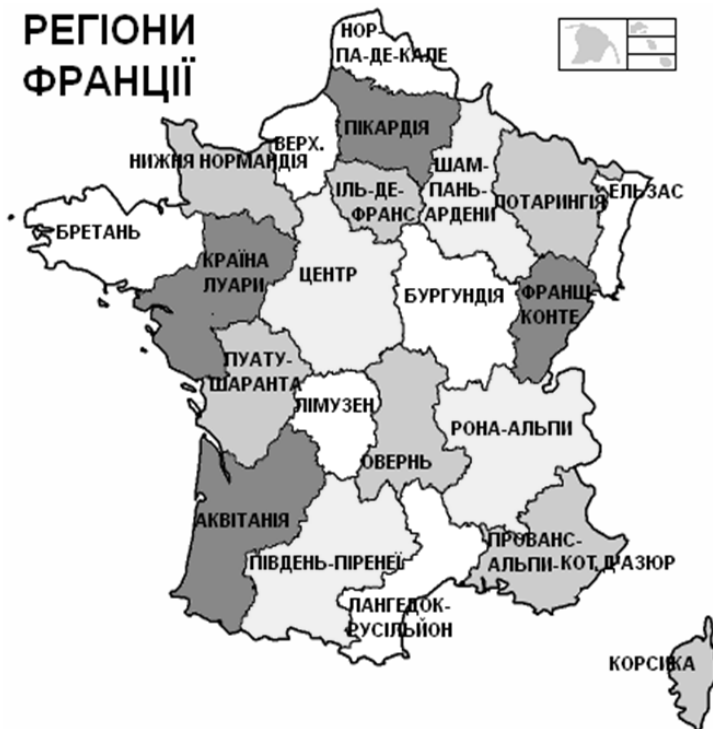 РЕГІОНИ
ФРАНЦІЇ
НОР-
ПА-ДЕ-КАЛЕ
ПІКАРДІЯ
ВЕРХ.
НИЖНЯ НОРМАНДІЯ
ІЛЬ-ДЕ-
ФРАНС
ШАМ-
ПАНЬ-
АРДЕНИ
ЛОТАРИНГІЯ
ЕЛЬЗАС
БРЕТАНЬ
КРАЇНА
ЛУАРИ
ЦЕНТР
БУРГУНДІЯ
ФРАНШ-
КОНТЕ
ПУАТУ-
ШАРАНТА
ЛІМУЗЕН
ОВЕРНЬ
РОНА-АЛЬПИ
АКВІТАНІЯ
ПІВДЕНЬ-ПІРЕНЕЇ
ЛАНГЕДОК-
РУСІЛЬЙОН
ПРОВАНС-
АЛЬПИ-КОТ Д'АЗЮР
КОРСІКА